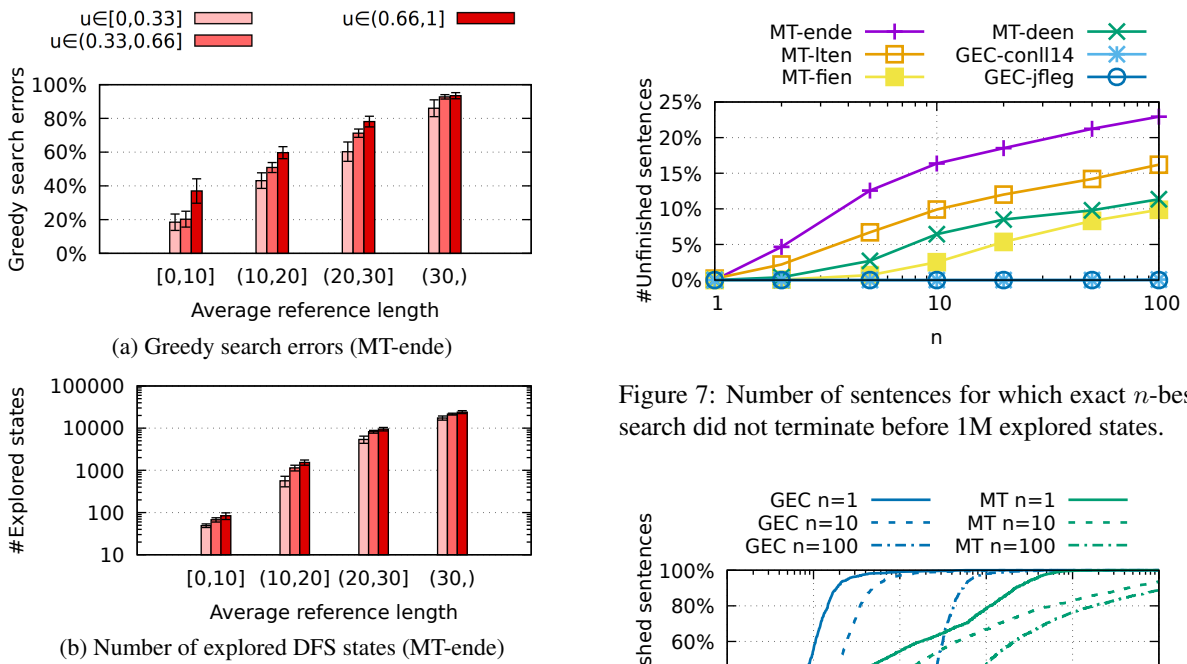 u∈[0,0.33]
u∈(0.33,0.66]
u∈(0.66,1]
Greedy search errors
100%
80%
60%
40%
20%
0%
[0,10] (10,20] (20,30] (30,)
Average reference length
(a) Greedy search errors (MT-ende)
#Explored states
100000
10000
1000
100
10
[0,10] (10,20] (20,30] (30,)
Average reference length
(b) Number of explored DFS states (MT-ende)
MT-ende
MT-lten
MT-fien
MT-deen
GEC-conll14
GEC-jfleg
#Unfinished sentences
25%
20%
15%
10%
5%
0%
1 10 100
n
Figure 7: Number of sentences for which exact n-bes
search did not terminate before 1M explored states.
GEC n=1
GEC n=10
GEC n=100
MT n=1
MT n=10
MT n=100
shed sentences
100%
80%
60%